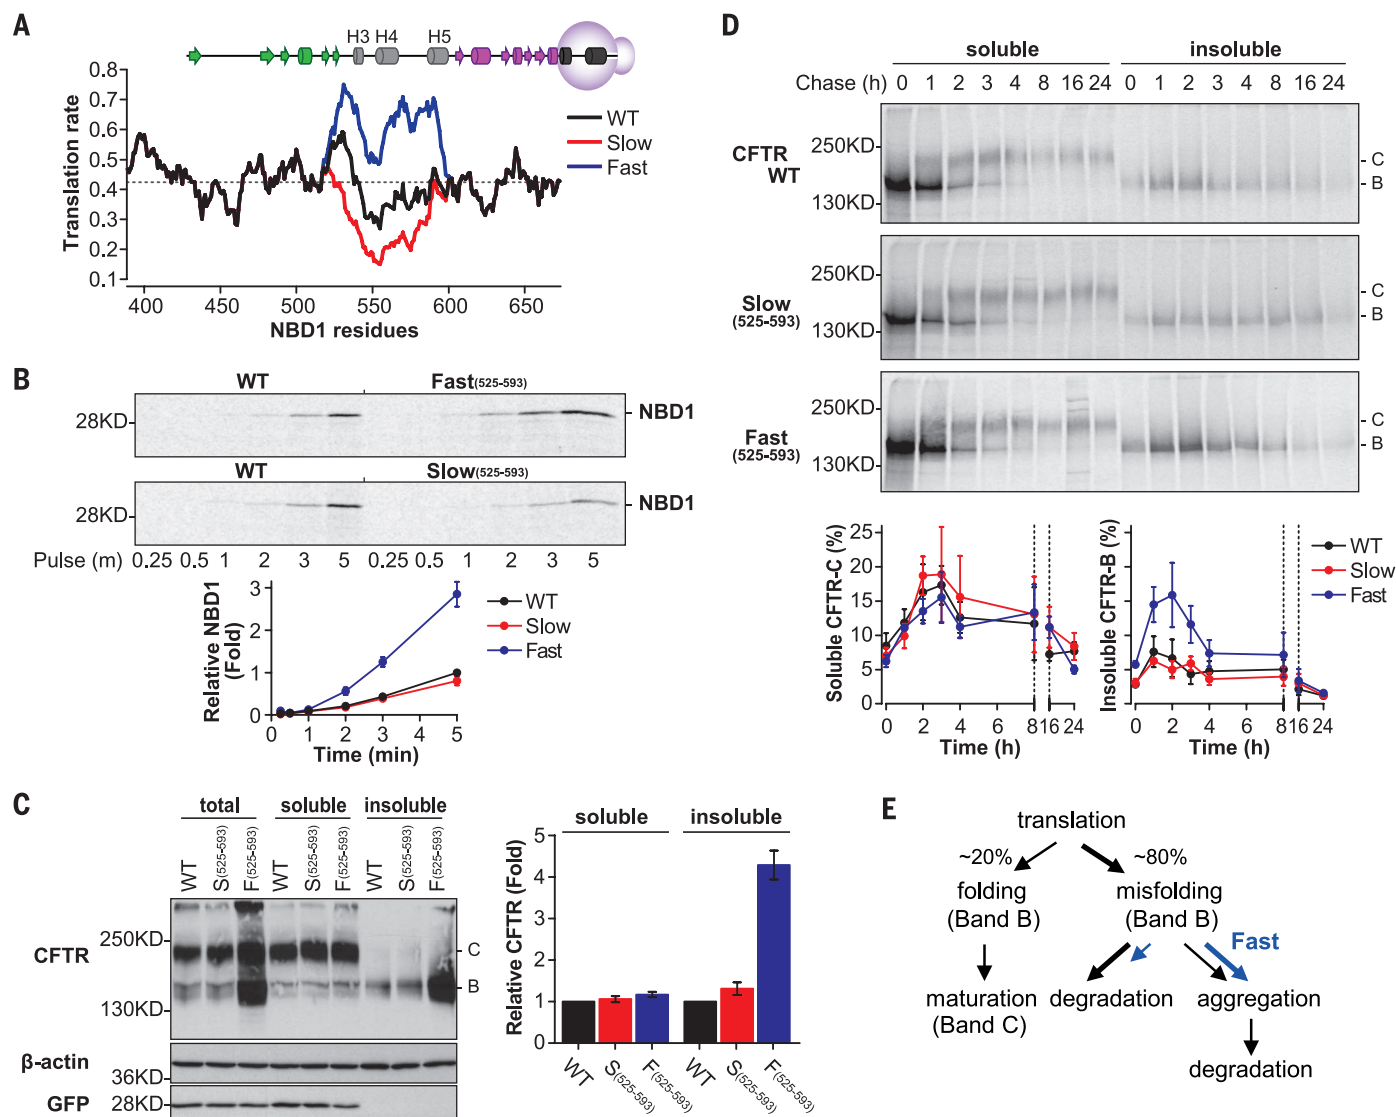 A
H3 H4 H5
0.8
0.7
0.6
0.5
0.4
0.3
0.2
0.1
Translation rate
WT
Slow
Fast
400 450 500 550 600 650
NBD1 residues
B
WT Fast(525-593)
28KD
NBD1
WT Slow(525-593)
28KD
NBD1
Pulse (m) 0.25 0.5 1 2 3 5 0.25 0.5 1 2 3 5
3
2
1
0
Relative NBD1
(Fold)
WT
Slow
Fast
0 1 2 3 4 5
Time (min)
C
total soluble insoluble
WT S(525-593) F(525-593) WT S(525-593) F(525-593) WT S(525-593) F(525-593)
CFTR
250KD
130KD
C
B
β-actin
36KD
GFP
28KD
soluble insoluble
5
4
3
2
1
0
Relative CFTR (Fold)
WT S(525-593) F(525-593) WT S(525-593) F(525-593)
D
soluble insoluble
Chase (h) 0 1 2 3 4 8 16 24 0 1 2 3 4 8 16 24
CFTR
WT
250KD
130KD
C
B
Slow
(525-593)
250KD
130KD
C
B
Fast
(525-593)
250KD
130KD
C
B
25
20
15
10
5
0
Soluble CFTR-C (%)
0 2 4 6 8 16 24
Time (h)
Insoluble CFTR-B (%)
0 2 4 6 8 16 24
Time (h)
WT
Slow
Fast
E
translation
~20% ~80%
folding misfolding
(Band B) (Band B)
Fast
maturation degradation aggregation
(Band C)
degradation